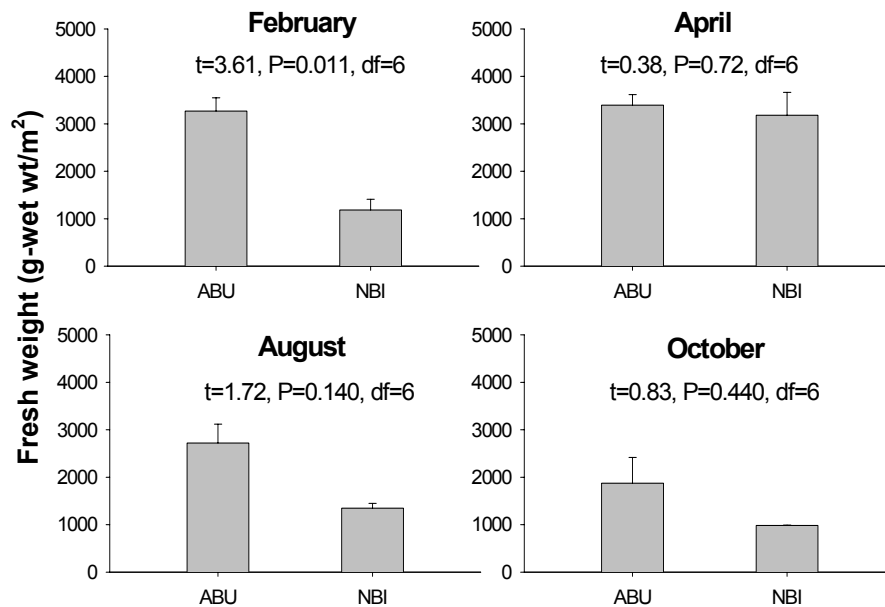 Fresh weight (g-wet wt/m²)
February
t=3.61, P=0.011, df=6
5000
4000
3000
2000
1000
0
ABU NBI
April
t=0.38, P=0.72, df=6
5000
4000
3000
2000
1000
0
ABU NBI
August
t=1.72, P=0.140, df=6
5000
4000
3000
2000
1000
0
ABU NBI
October
t=0.83, P=0.440, df=6
5000
4000
3000
2000
1000
0
ABU NBI